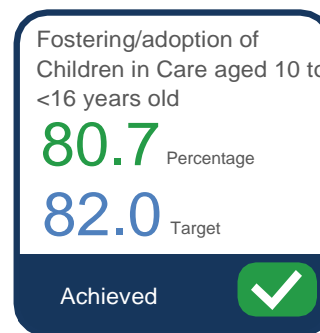 Fostering/adoption of
Children in Care aged 10 to
<16 years old
80.7 Percentage
82.0 Target
Achieved